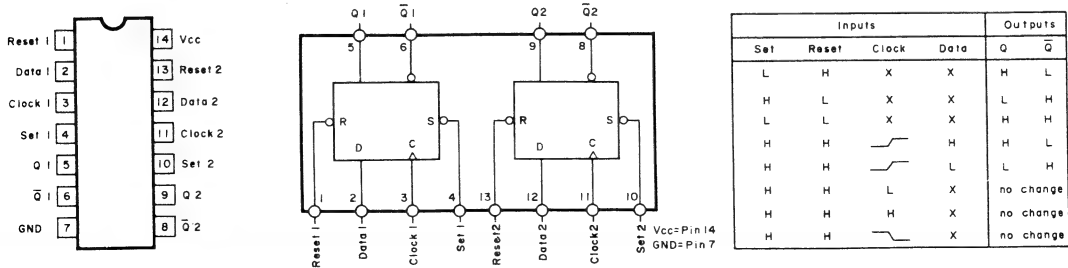 Reset 1 1 14 Vcc
Data 1 2 13 Reset 2
Clock 1 3 12 Data 2
Set 1 4 11 Clock 2
Q 1 5 10 Set 2
Q̅ 1 6 9 Q 2
GND 7 8 Q̅ 2
Q1 Q̅1 Q2 Q̅2
5 6 9 8
R S R S
D C D C
1 2 3 4 13 12 11 10
Reset 1
Data 1
Clock 1
Set 1
Reset2
Data 2
Clock2
Set 2
Vcc=Pin 14
GND=Pin 7
Inputs Outputs
Set Reset Clock Data Q Q̅
L H X X H L
H L X X L H
L L X X H H
H H H H L
H H L L H
H H L X no change
H H H X no change
H H X no change